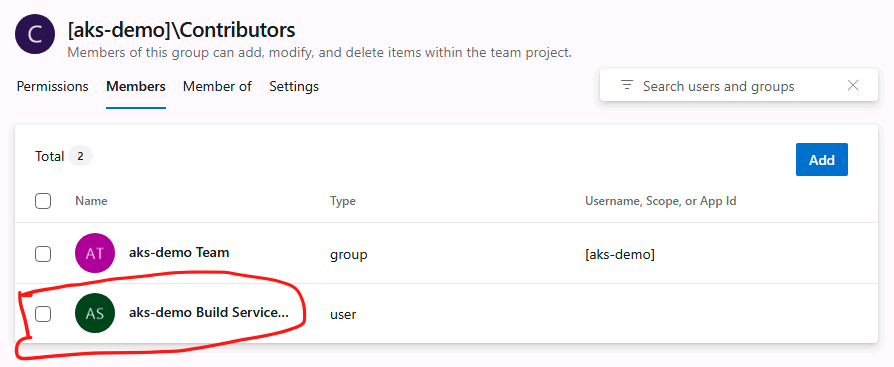 C
[aks-demo]\Contributors
Members of this group can add, modify, and delete items within the team project.
Permissions Members Member of Settings
Search users and groups
Total 2
Add
Name Type Username, Scope, or App Id
AT aks-demo Team group [aks-demo]
AS aks-demo Build Service... user